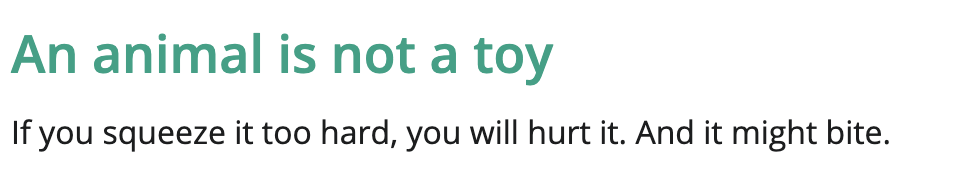 An animal is not a toy
If you squeeze it too hard, you will hurt it. And it might bite.